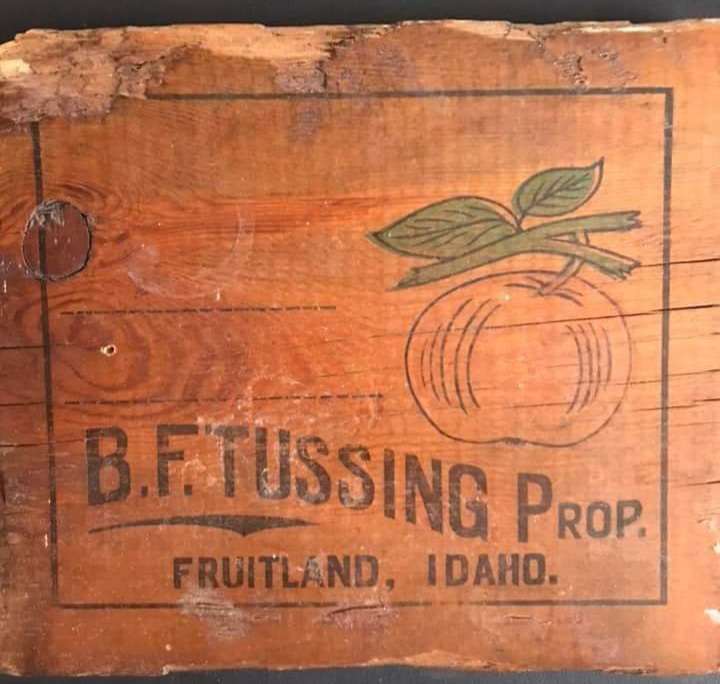 B.F. TUSSING PROP.
FRUITLAND, IDAHO.